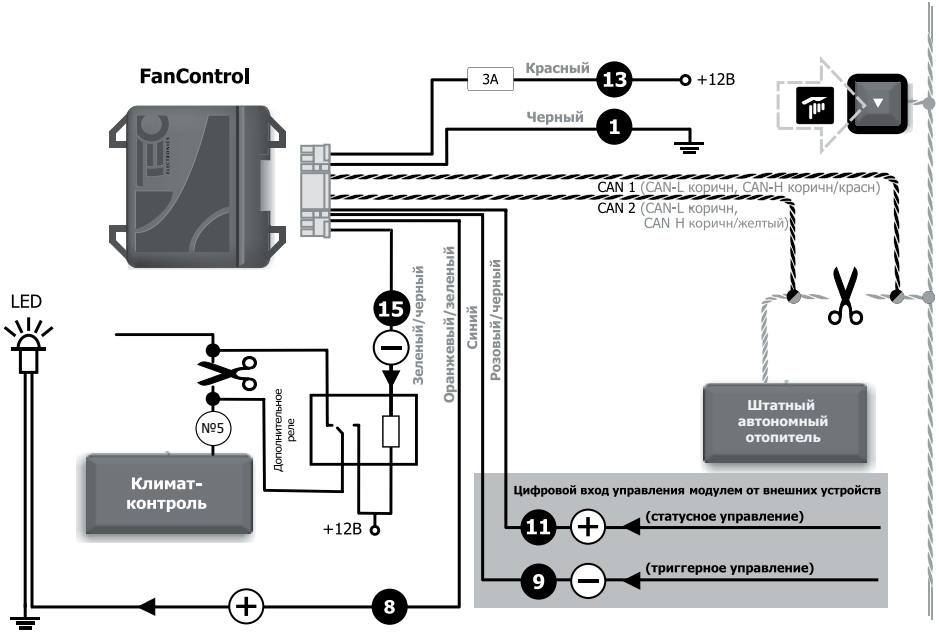 FanControl
TEC
ELECTRONICS
3А
Красный
13
+12В
Черный
1
CAN 1 (CAN-L коричн, CAN-H коричн/красн)
CAN 2 (CAN-L коричн,
CAN H коричн/желтый)
LED
15
Зеленый/черный
Оранжевый/зеленый
Синий
Розовый/черный
№5
Дополнительное
реле
Климат-
контроль
+12В
Штатный
автономный
отопитель
Цифровой вход управления модулем от внешних устройств
11
(статусное управление)
9
(триггерное управление)
8